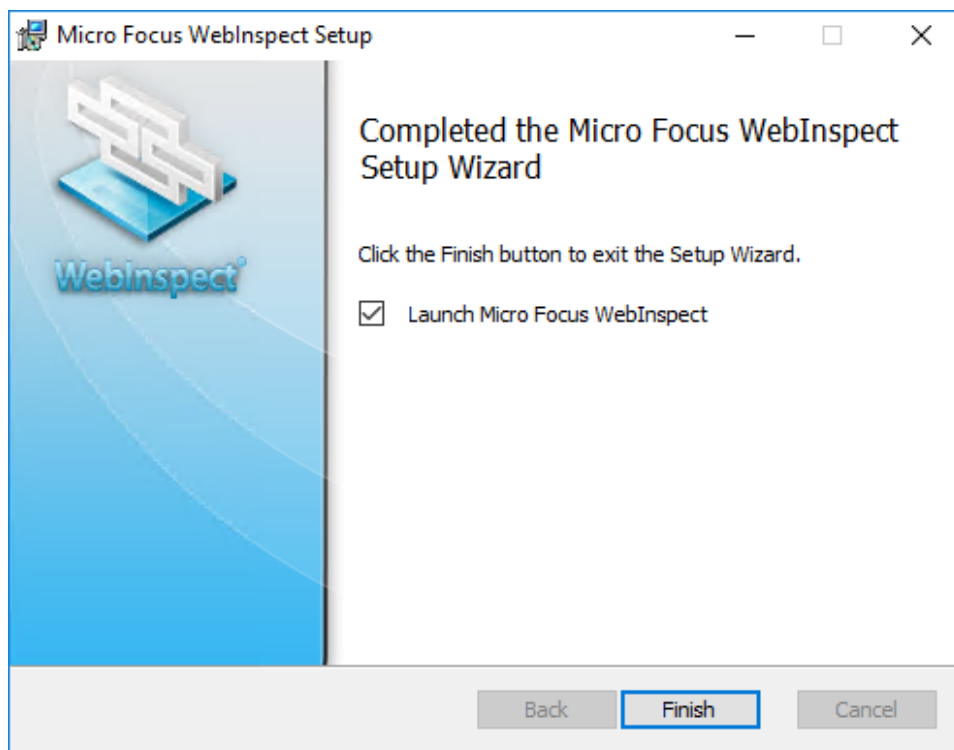 Micro Focus WebInspect Setup
Completed the Micro Focus WebInspect
Setup Wizard
Click the Finish button to exit the Setup Wizard.
WebInspect®
Launch Micro Focus WebInspect
Back
Finish
Cancel